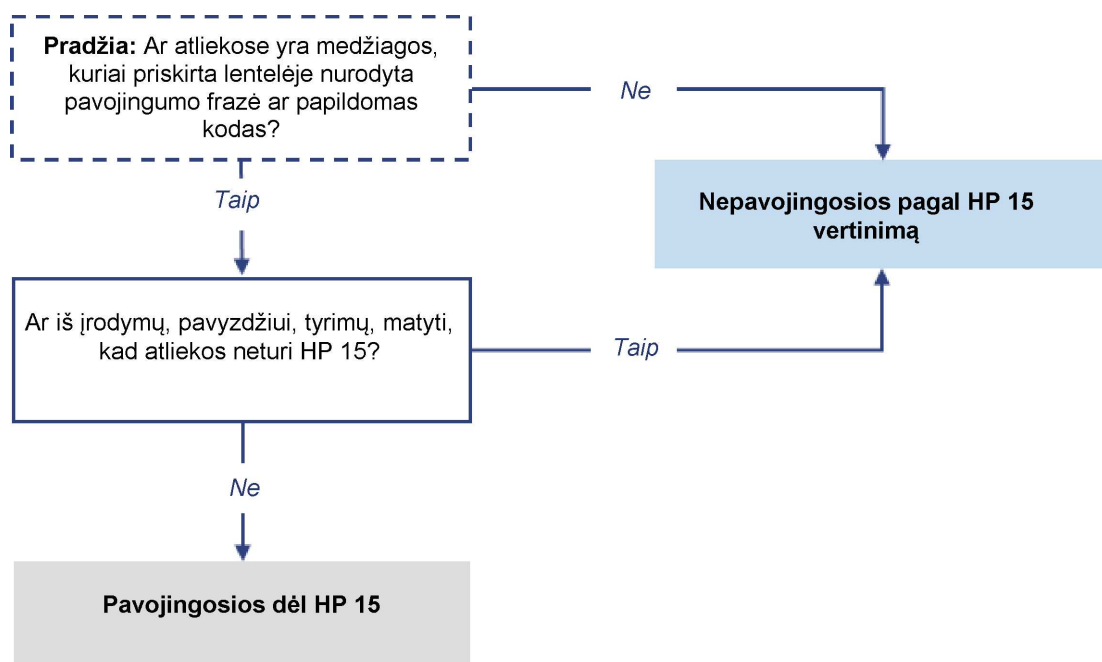 Pradžia: Ar atliekose yra medžiagos,
kuriai priskirta lentelėje nurodyta
pavojingumo frazė ar papildomas
kodas?
Ne
Taip
Nepavojingosios pagal HP 15
vertinimą
Ar iš įrodymų, pavyzdžiui, tyrimų, matyti,
kad atliekos neturi HP 15?
Taip
Ne
Pavojingosios dėl HP 15